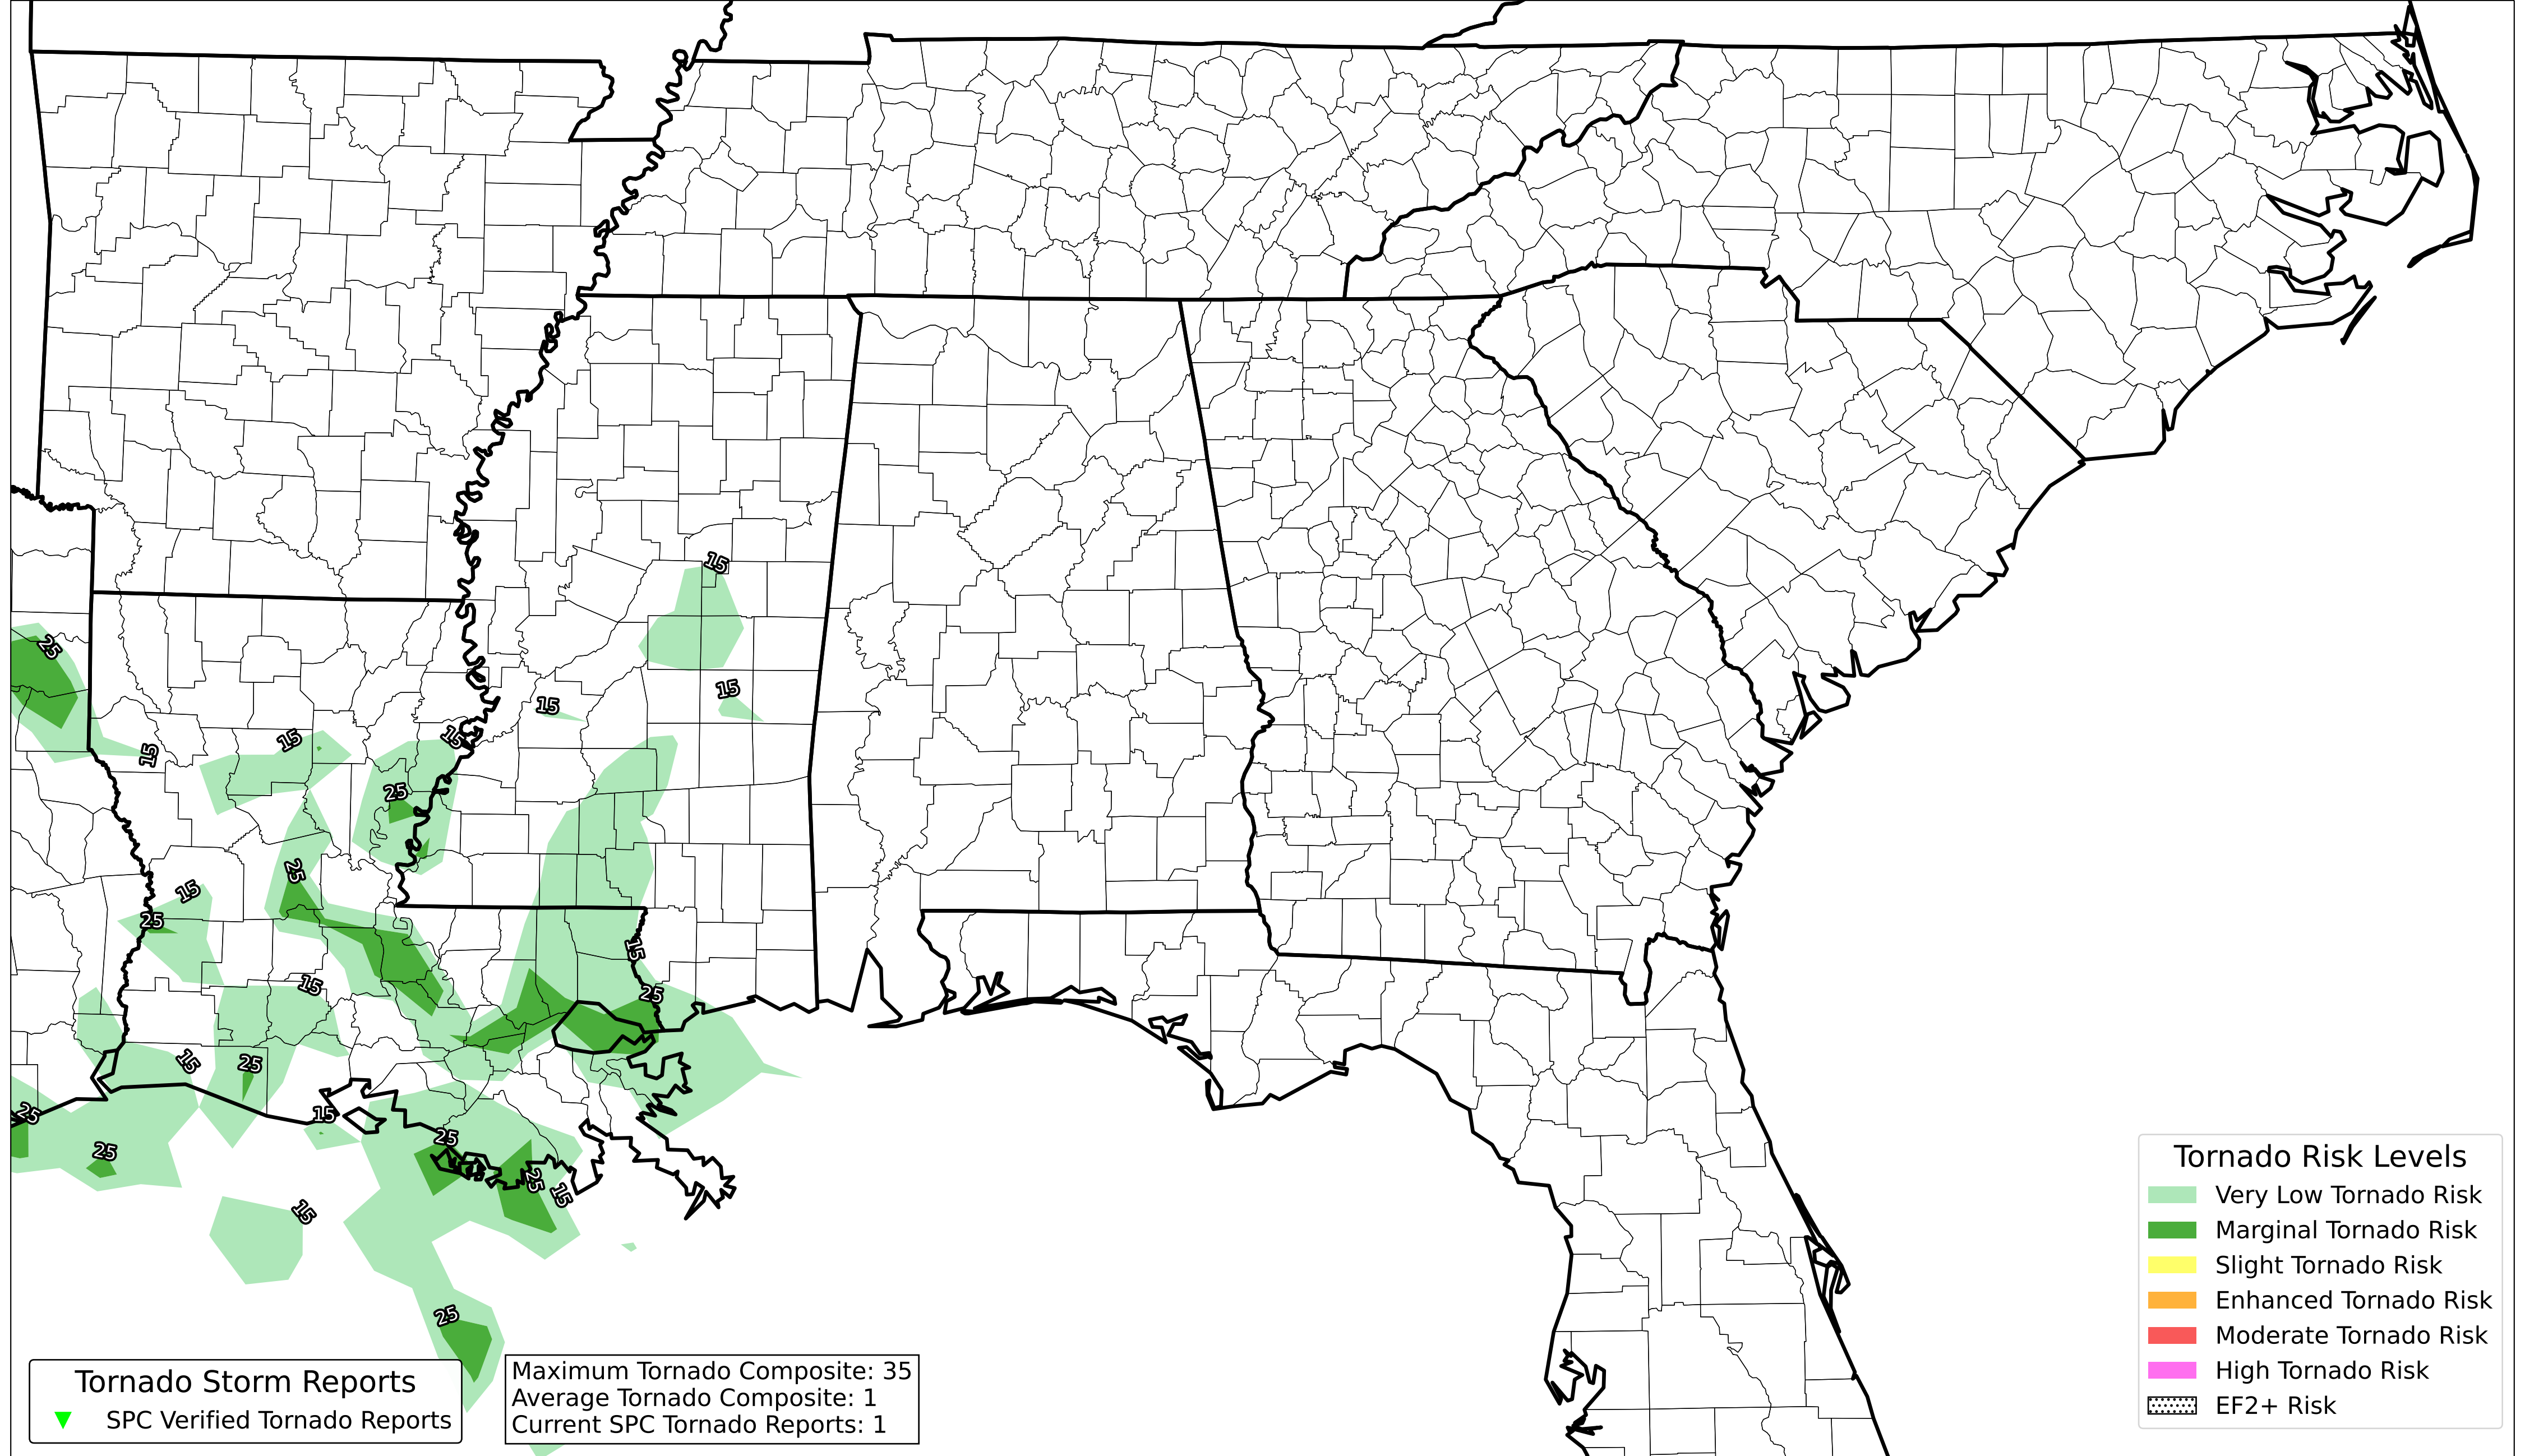 15
25
15
15
15
15
15
25
25
15
25
15
25
15
15
25
25
15
25
25
25
15
15
25
Tornado Risk Levels
Very Low Tornado Risk
Marginal Tornado Risk
Slight Tornado Risk
Enhanced Tornado Risk
Moderate Tornado Risk
High Tornado Risk
EF2+ Risk
Tornado Storm Reports
SPC Verified Tornado Reports
Maximum Tornado Composite: 35
Average Tornado Composite: 1
Current SPC Tornado Reports: 1